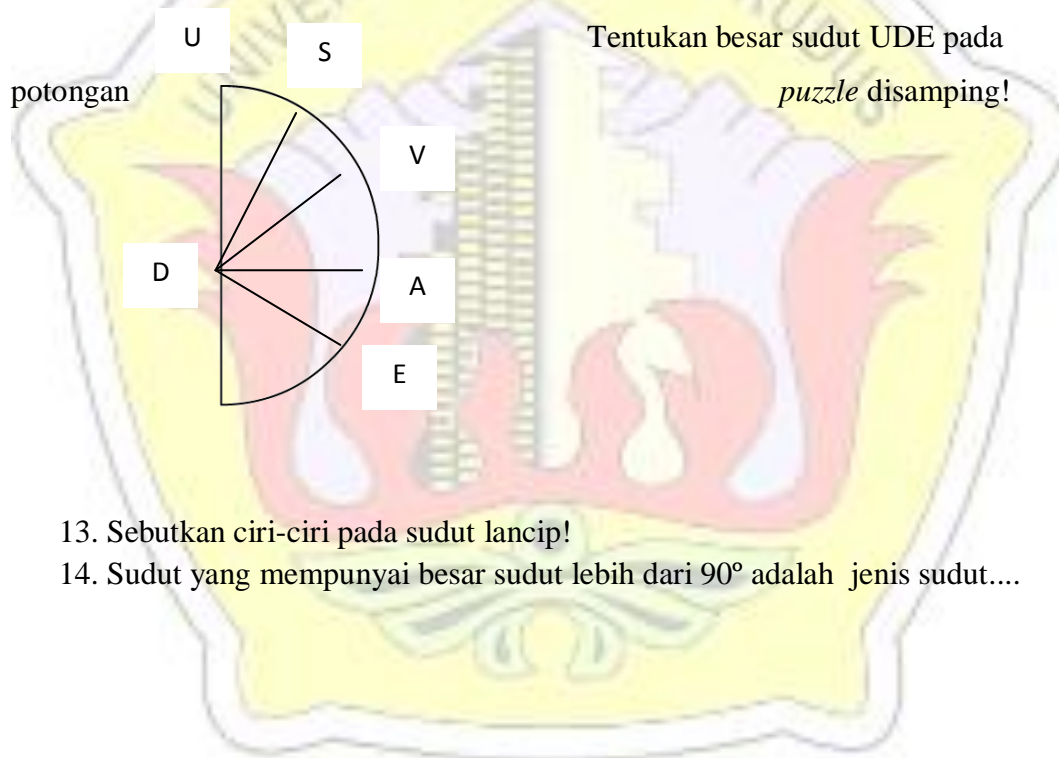 U
S
Tentukan besar sudut UDE pada
potongan puzzle disamping!
V
D
A
E
13. Sebutkan ciri-ciri pada sudut lancip!
14. Sudut yang mempunyai besar sudut lebih dari 90º adalah jenis sudut....